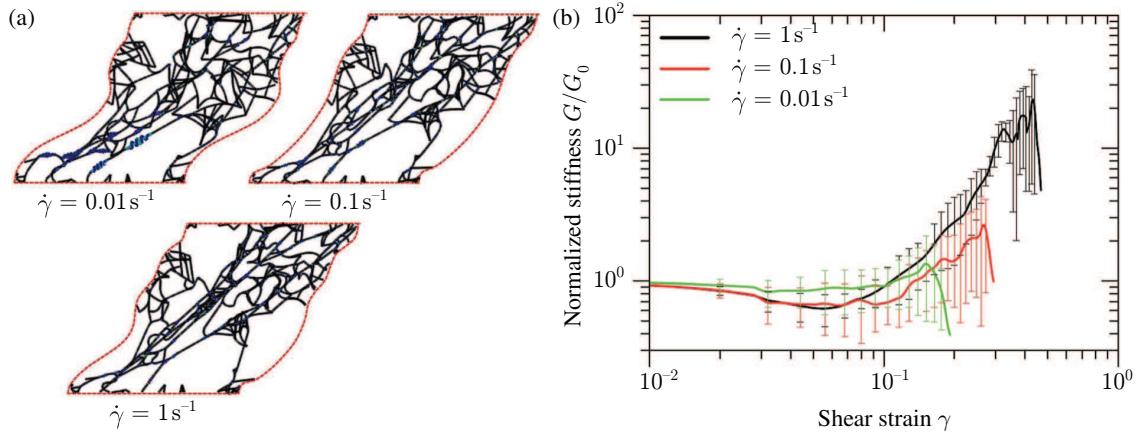 (a)
γ̇ = 0.01 s⁻¹
γ̇ = 0.1 s⁻¹
γ̇ = 1 s⁻¹
(b)
Normalized stiffness G/G₀
10²
10¹
10⁰
γ̇ = 1 s⁻¹
γ̇ = 0.1 s⁻¹
γ̇ = 0.01 s⁻¹
10⁻²
10⁻¹
10⁰
Shear strain γ